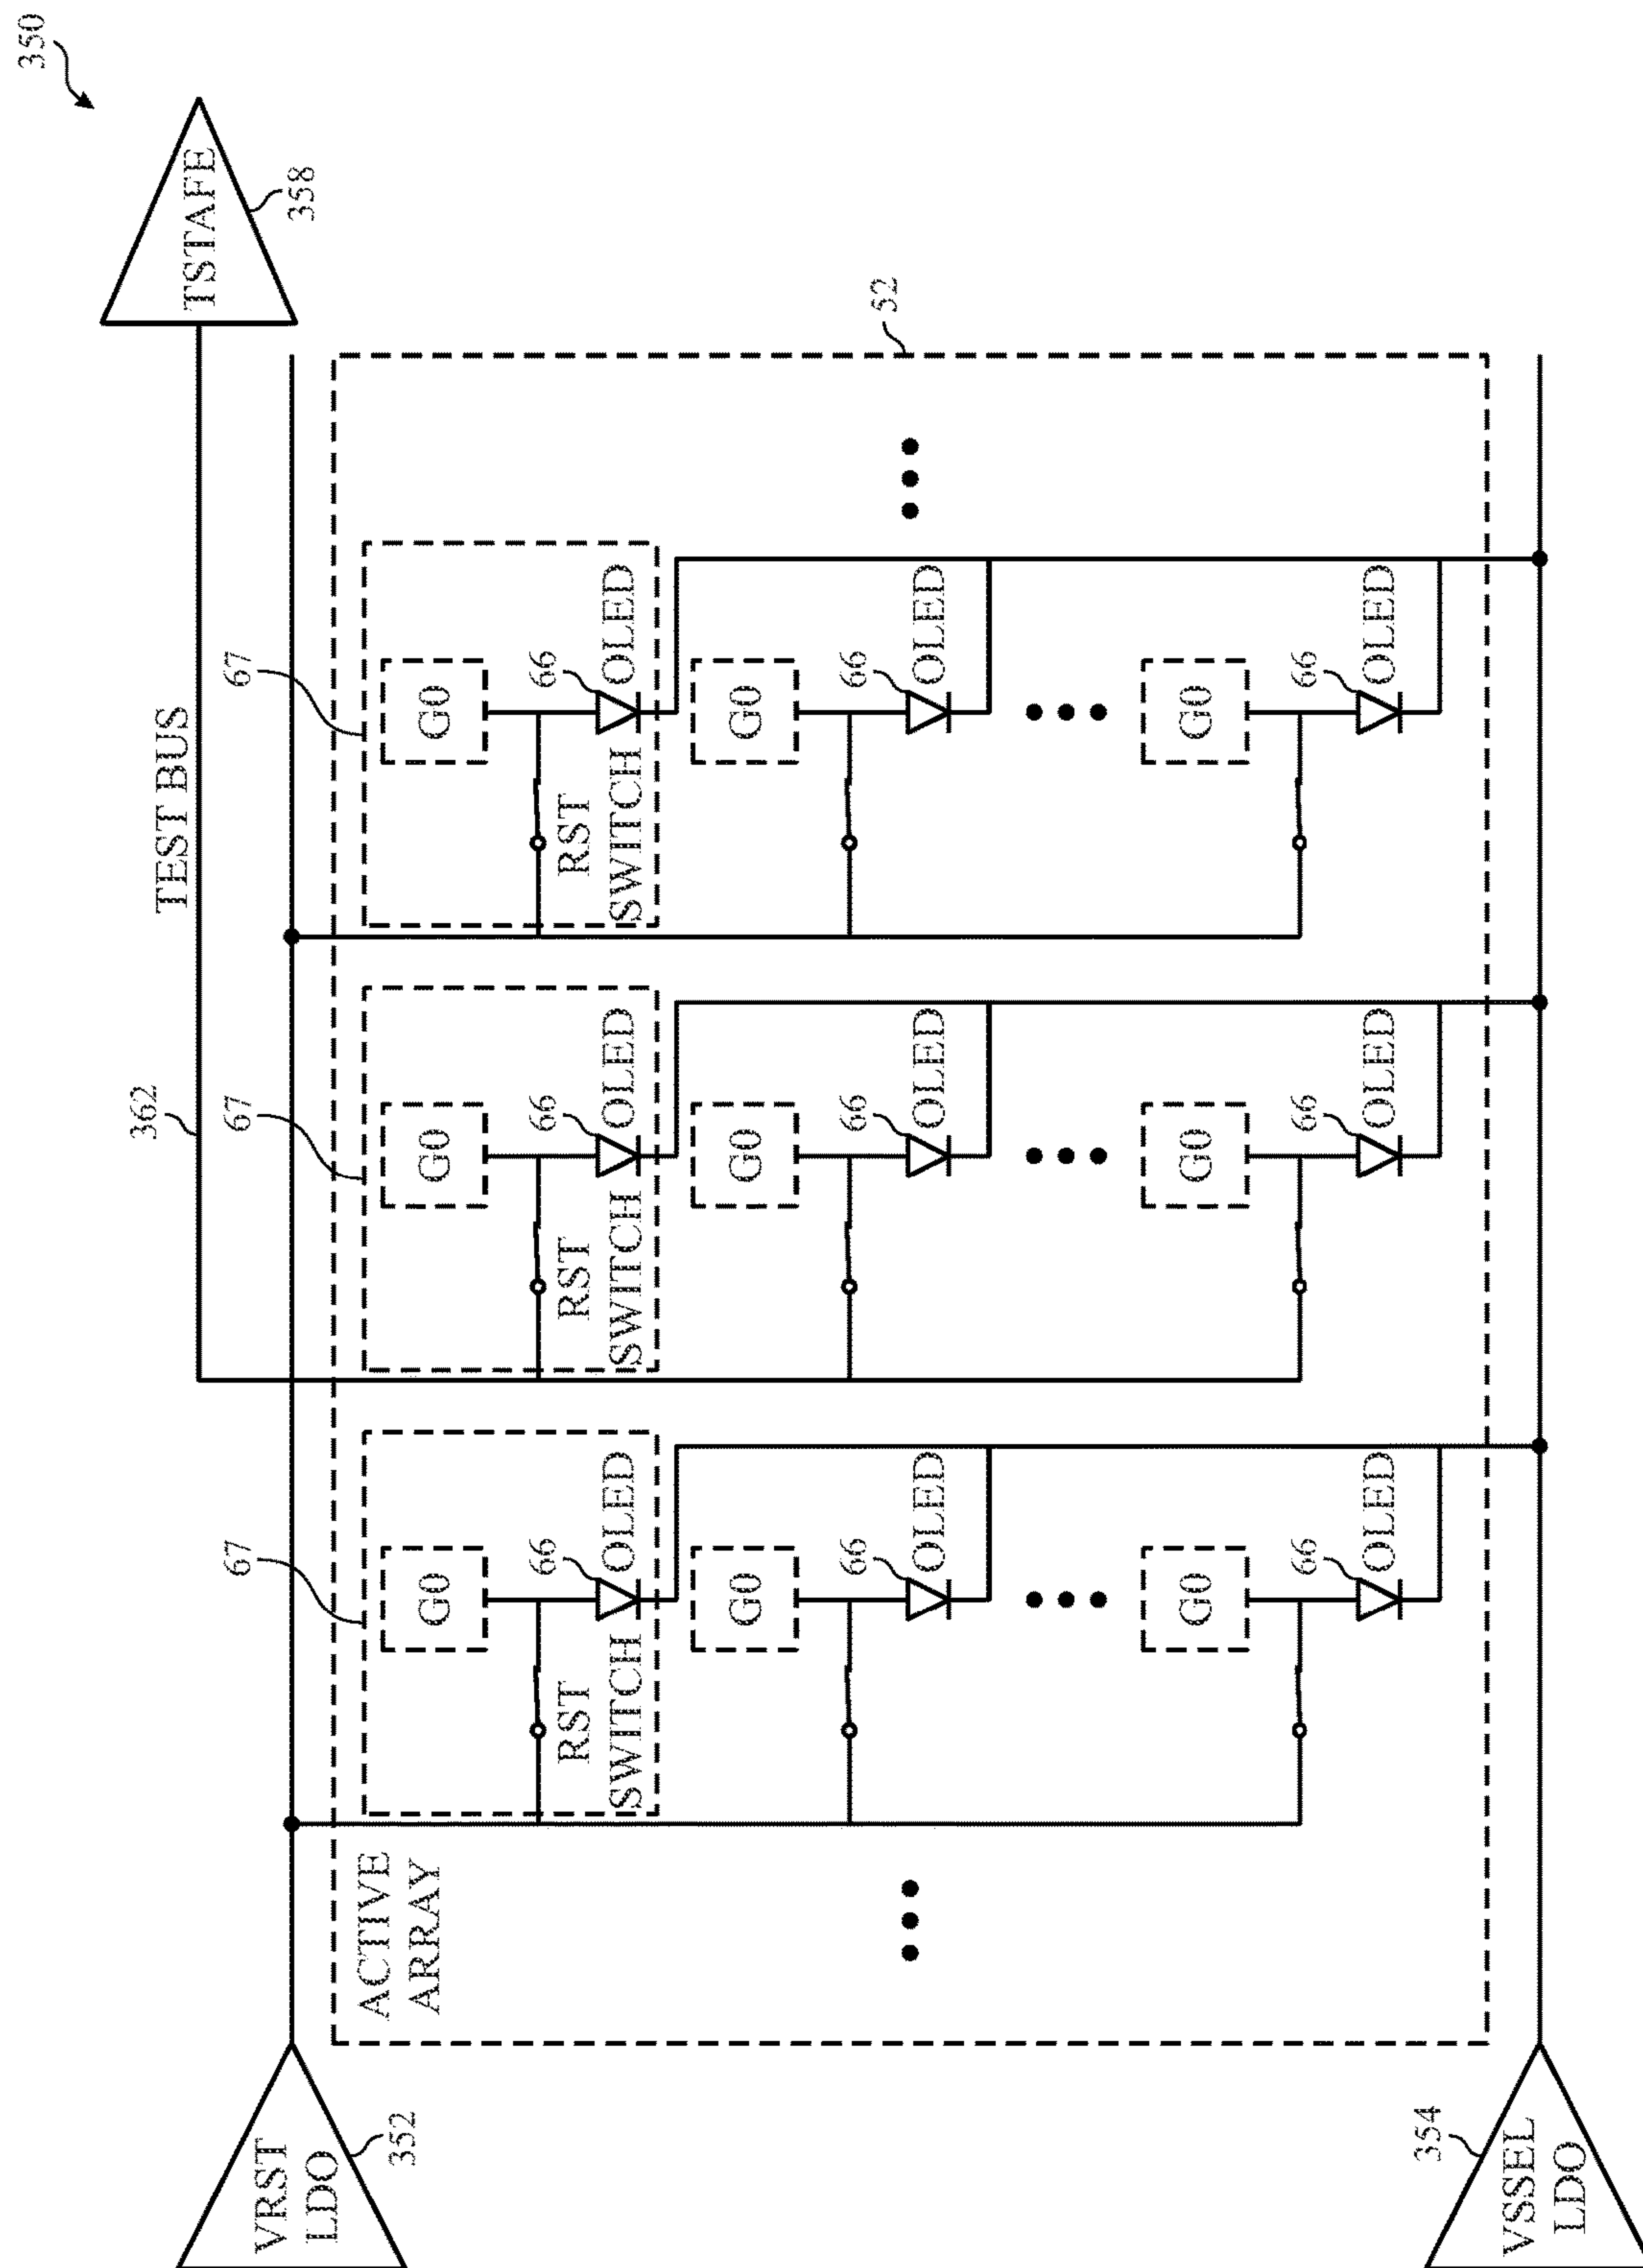 350
362
TEST BUS
TSTAFE
358
67
67
67
VRST
LDO
352
ACTIVE
ARRAY
G0
G0
G0
66
66
66
RST
SWITCH
OLED
RST
SWITCH
OLED
RST
SWITCH
OLED
G0
G0
G0
66
66
66
52
OLED
OLED
OLED
G0
G0
G0
66
66
66
OLED
OLED
OLED
354
VSSEL
LDO